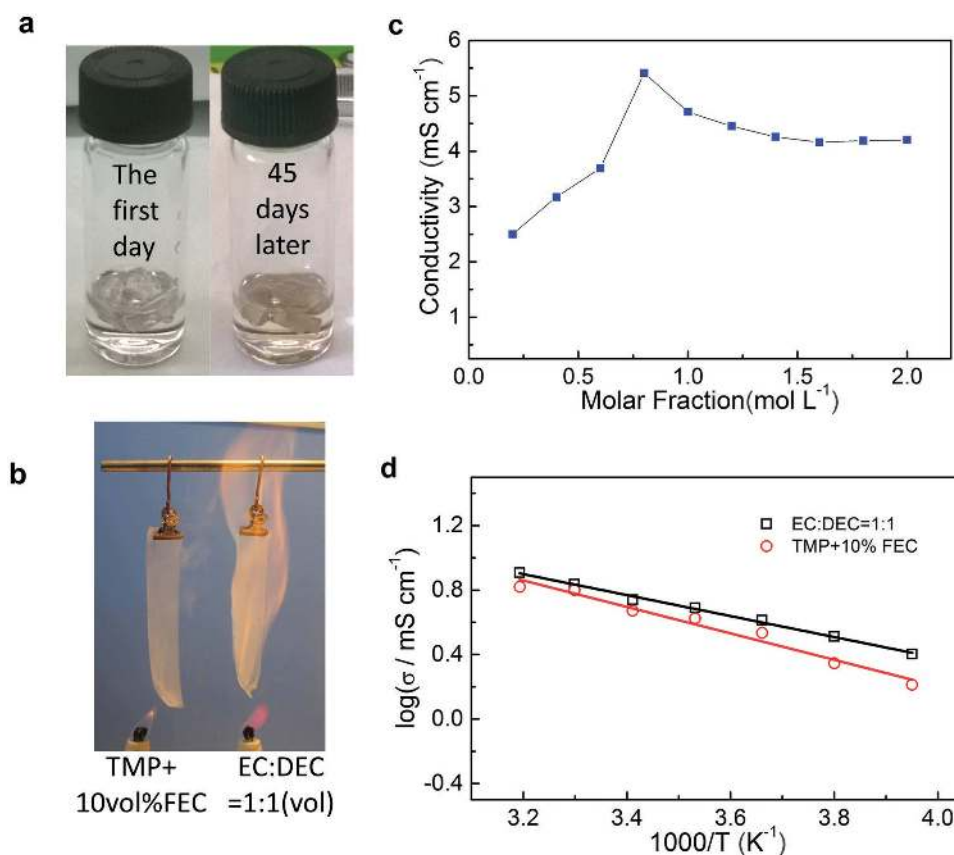 a
The
first
day
45
days
later
b
TMP+
10vol%FEC
EC:DEC
=1:1(vol)
c
Conductivity (mS cm⁻¹)
6
5
4
3
2
1
0.0
0.5
1.0
1.5
2.0
Molar Fraction(mol L⁻¹)
d
log(σ / mS cm⁻¹)
1.2
0.8
0.4
0.0
-0.4
EC:DEC=1:1
TMP+10% FEC
3.2
3.4
3.6
3.8
4.0
1000/T (K⁻¹)